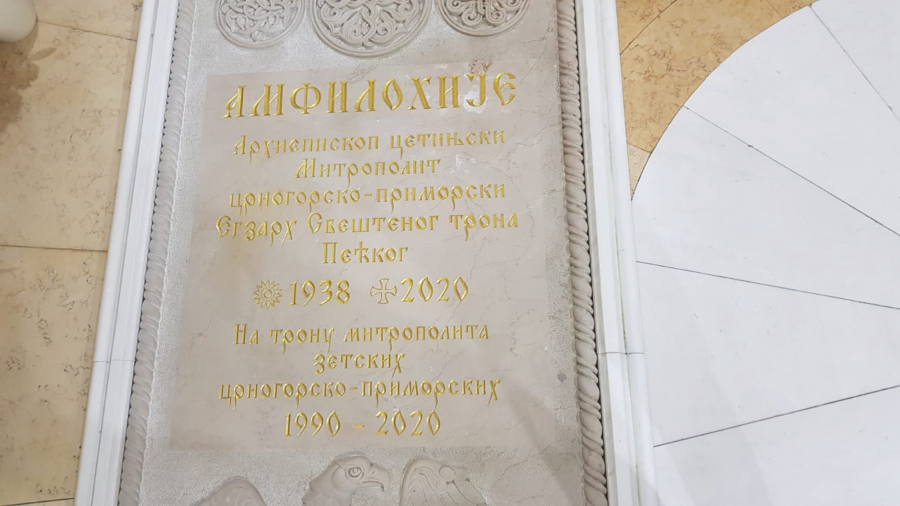 АМФИЛОХИЈЕ
Архиепископ цетињски
Митрополит
црногорско-приморски
Егзарх Свештеног трона
Пећког
1938 2020
На трону митрополита
зетских
црногорско-приморских
1990 - 2020